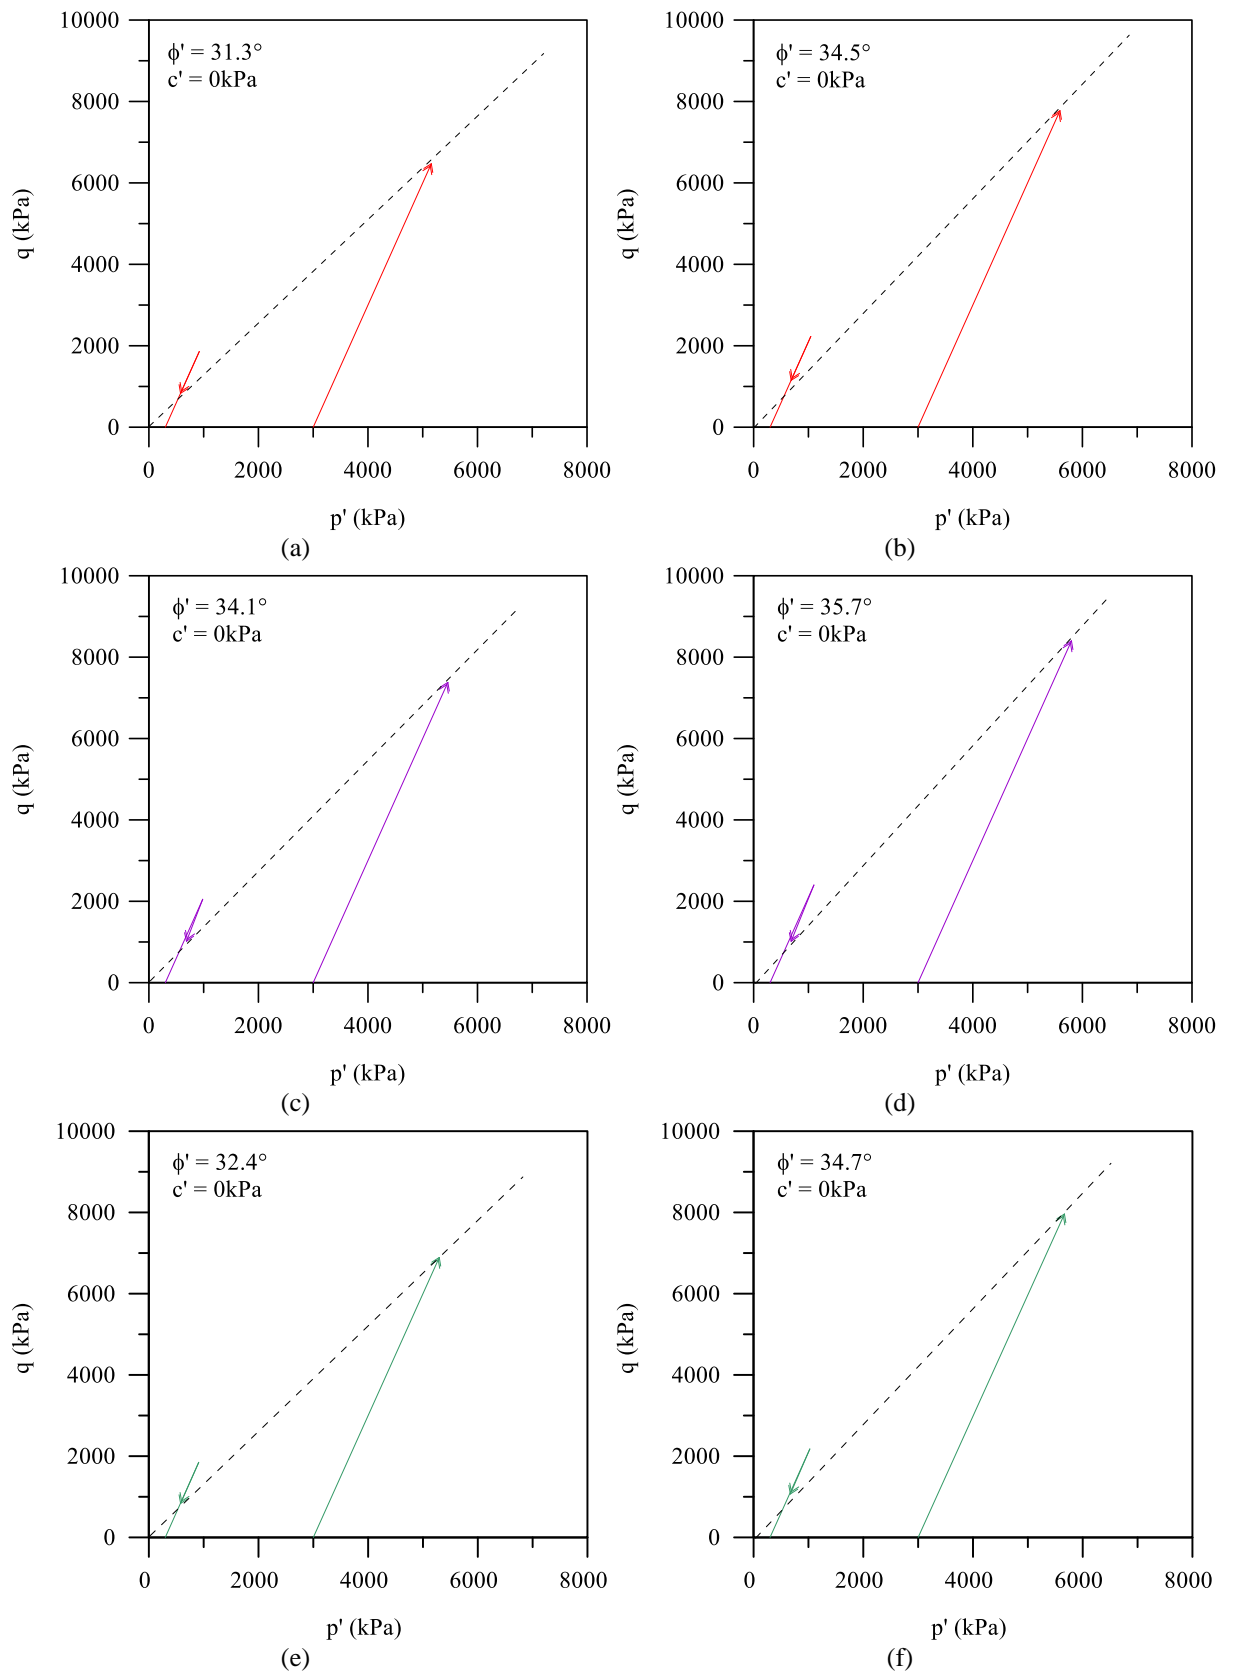 10000
8000
6000
4000
2000
0
q (kPa)
ϕ' = 31.3°
c' = 0kPa
0 2000 4000 6000 8000
p' (kPa)
(a)
10000
8000
6000
4000
2000
0
q (kPa)
ϕ' = 34.5°
c' = 0kPa
0 2000 4000 6000 8000
p' (kPa)
(b)
10000
8000
6000
4000
2000
0
q (kPa)
ϕ' = 34.1°
c' = 0kPa
0 2000 4000 6000 8000
p' (kPa)
(c)
10000
8000
6000
4000
2000
0
q (kPa)
ϕ' = 35.7°
c' = 0kPa
0 2000 4000 6000 8000
p' (kPa)
(d)
10000
8000
6000
4000
2000
0
q (kPa)
ϕ' = 32.4°
c' = 0kPa
0 2000 4000 6000 8000
p' (kPa)
(e)
10000
8000
6000
4000
2000
0
q (kPa)
ϕ' = 34.7°
c' = 0kPa
0 2000 4000 6000 8000
p' (kPa)
(f)